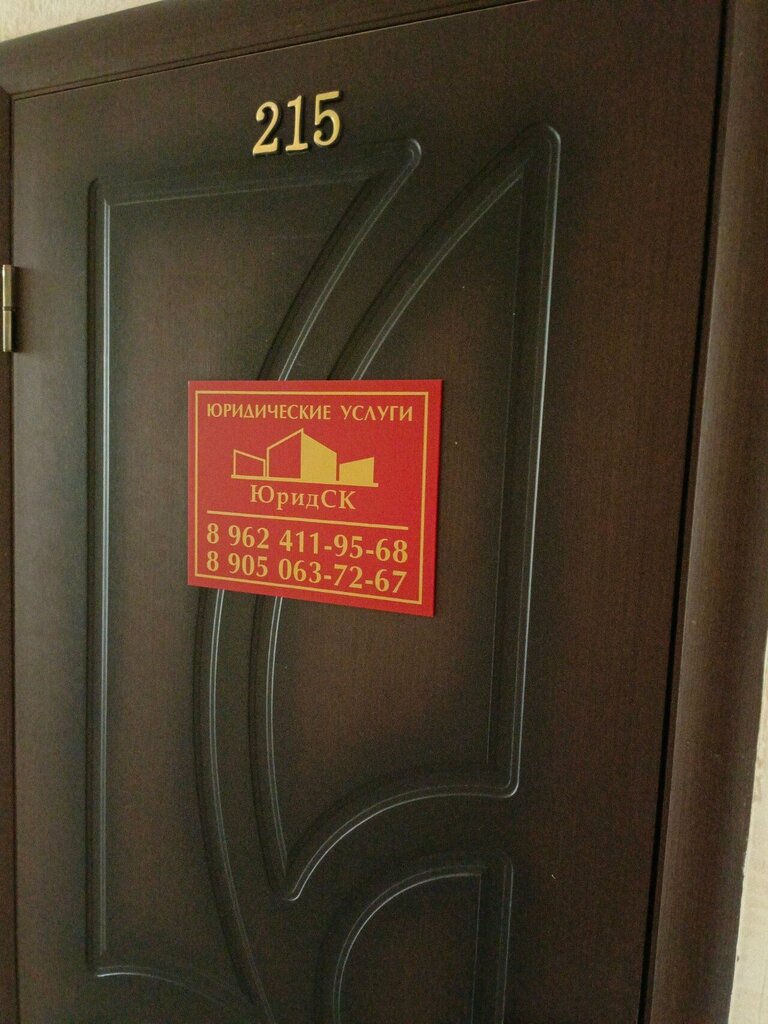 215
ЮРИДИЧЕСКИЕ УСЛУГИ
ЮридСК
8 962 411-95-68
8 905 063-72-67